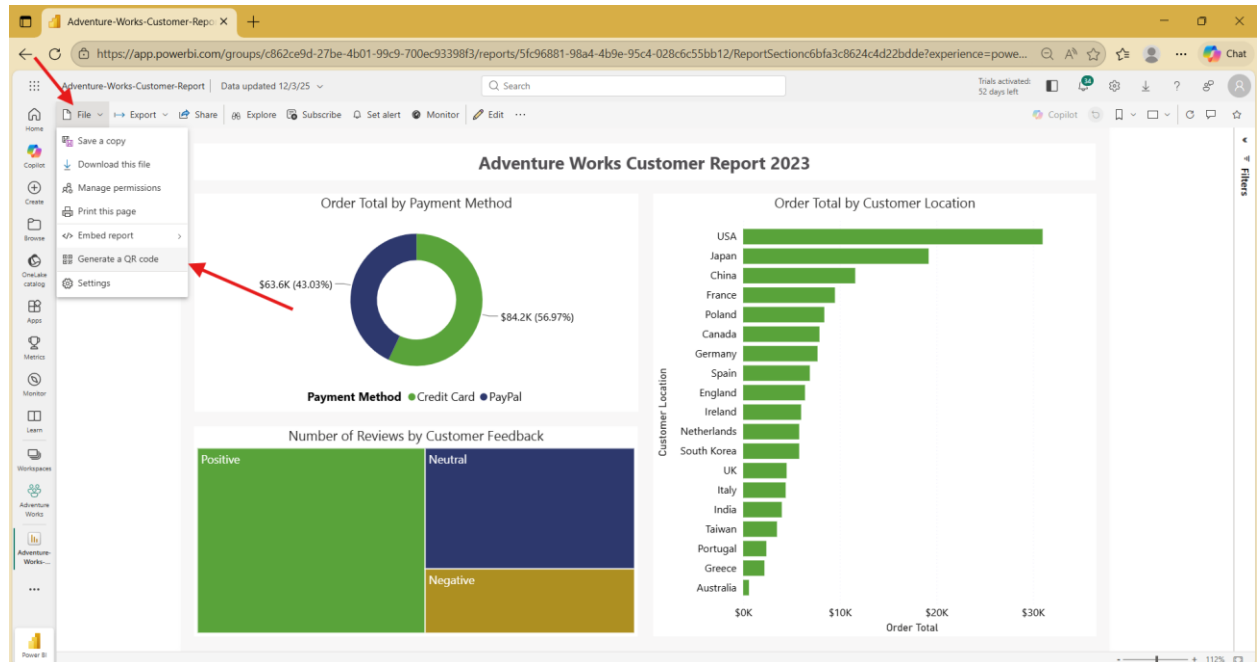 Adventure-Works-Customer-Repo
https://app.powerbi.com/groups/c862ce9d-27be-4b01-99c9-700ec93398f3/reports/5fc96881-98a4-4b9e-95c4-028c6c55bb12/ReportSectionc6bfa3c8624c4d22bdde?experience=powe...
Chat
Adventure-Works-Customer-Report | Data updated 12/3/25
Search
Trials activated:
52 days left
34
?
A
File
Export
Share
Explore
Subscribe
Set alert
Monitor
Edit
...
Copilot
Home
Copilot
Create
Browse
OneLake
catalog
Apps
Metrics
Monitor
Learn
Workspaces
Adventure
Works
Adventure-
Works-...
Power BI
Save a copy
Download this file
Manage permissions
Print this page
Embed report
Generate a QR code
Settings
Adventure Works Customer Report 2023
Order Total by Payment Method
$63.6K (43.03%)
$84.2K (56.97%)
Payment Method Credit Card PayPal
Number of Reviews by Customer Feedback
Positive
Neutral
Negative
Order Total by Customer Location
Customer Location
USA
Japan
China
France
Poland
Canada
Germany
Spain
England
Ireland
Netherlands
South Korea
UK
Italy
India
Taiwan
Portugal
Greece
Australia
$0K $10K $20K $30K
Order Total
Filters
- + 112%